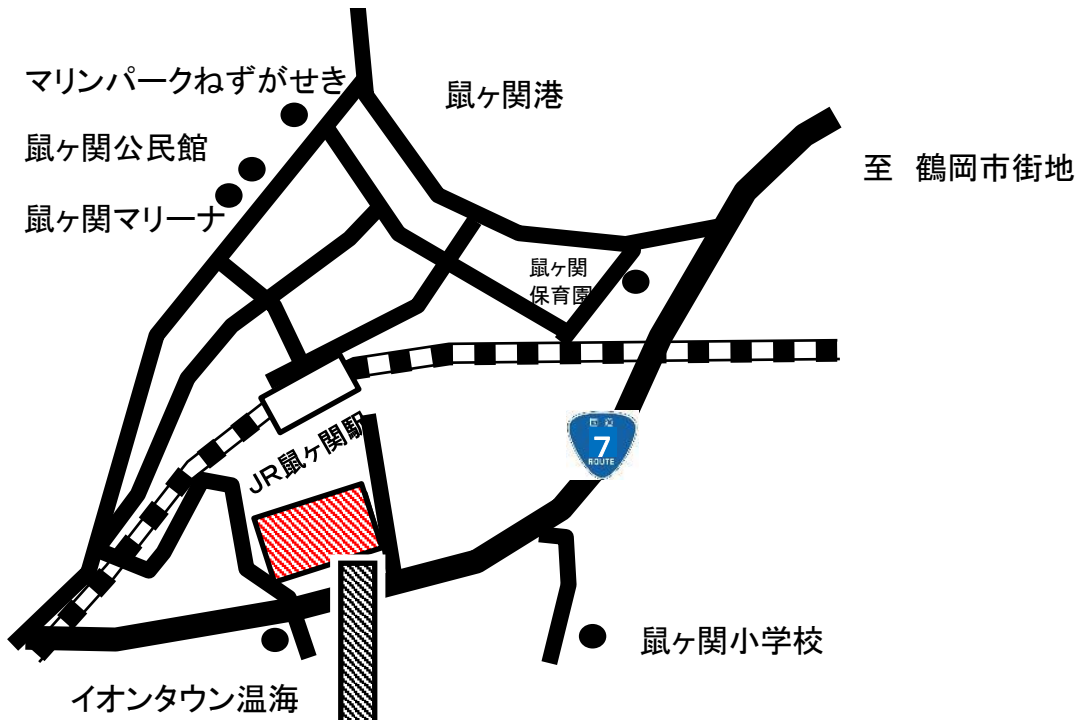 マリンパークねずがせき
鼠ヶ関港
鼠ヶ関公民館
至　鶴岡市街地
鼠ヶ関マリーナ
鼠ヶ関
保育園
国道
7
ROUTE
JR鼠ヶ関駅
鼠ヶ関小学校
イオンタウン温海